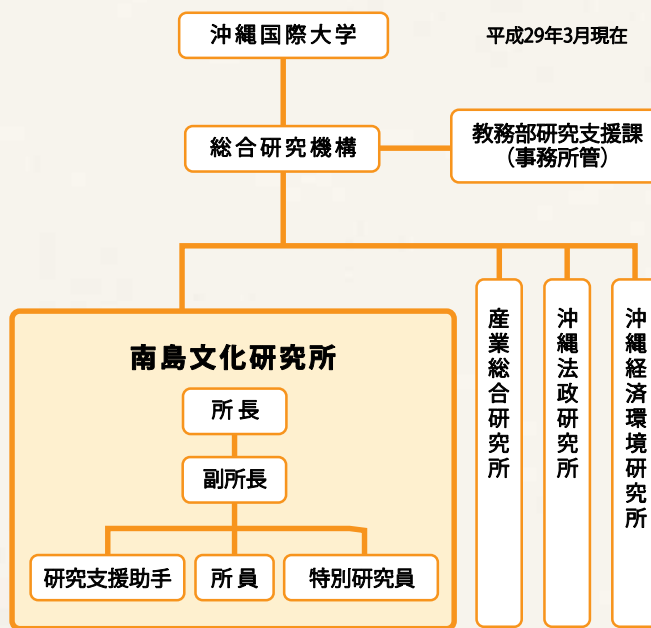 沖縄国際大学
平成29年3月現在
総合研究機構
教務部研究支援課
（事務所管）
南島文化研究所
所長
副所長
研究支援助手
所員
特別研究員
産業総合研究所
沖縄法政研究所
沖縄経済環境研究所